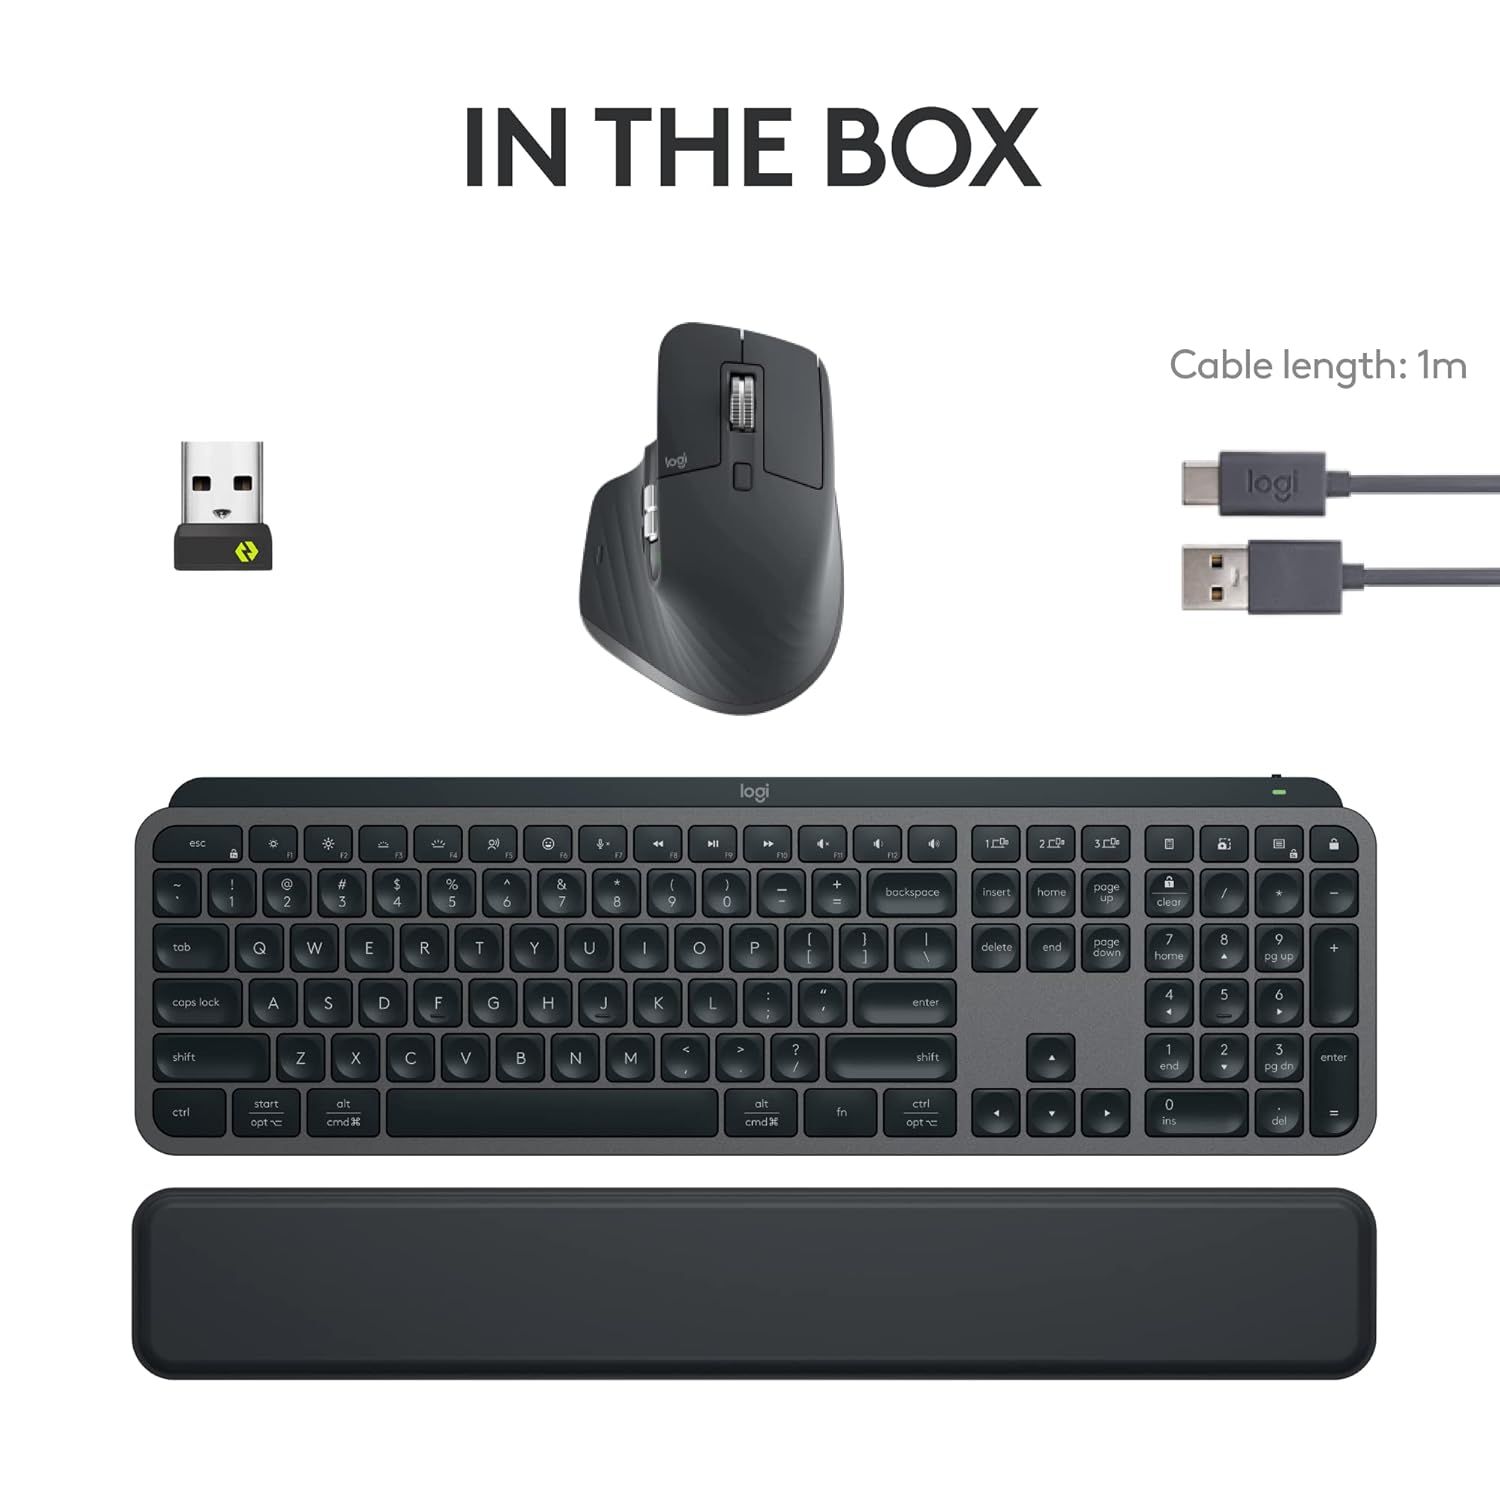 IN THE BOX
Cable length: 1m
logi
logi
logi
esc F1 F2 F3 F4 F5 F6 F7 F8 F9 F10 F11 F12 1 2 3
~ ! @ # $ % ^ & * ( ) _ + backspace insert home page up clear / * -
` 1 2 3 4 5 6 7 8 9 0 - =
tab Q W E R T Y U I O P { } | delete end page down 7 8 9 +
[ ] \ home pg up
caps lock A S D F G H J K L : “ enter 4 5 6
; ‘
shift Z X C V B N M < > ? shift 1 2 3 enter
, . / end pg dn
ctrl start alt alt fn ctrl 0 . =
opt ⌥ cmd ⌘ cmd ⌘ opt ⌥ ins del